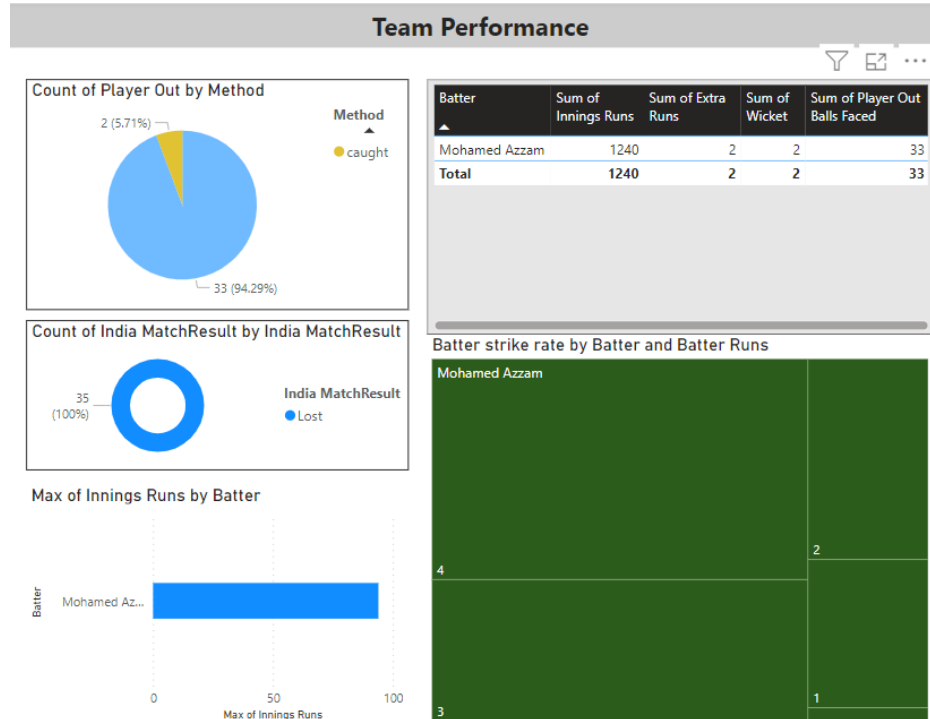 Team Performance
Count of Player Out by Method
2 (5.71%)
33 (94.29%)
Method
caught
Batter
Sum of Innings Runs
Sum of Extra Runs
Sum of Wicket
Sum of Player Out Balls Faced
Mohamed Azzam 1240 2 2 33
Total 1240 2 2 33
Count of India MatchResult by India MatchResult
35
(100%)
India MatchResult
Lost
Batter strike rate by Batter and Batter Runs
Mohamed Azzam
4
3
2
1
Max of Innings Runs by Batter
Batter
Mohamed Az...
0 50 100
Max of Innings Runs